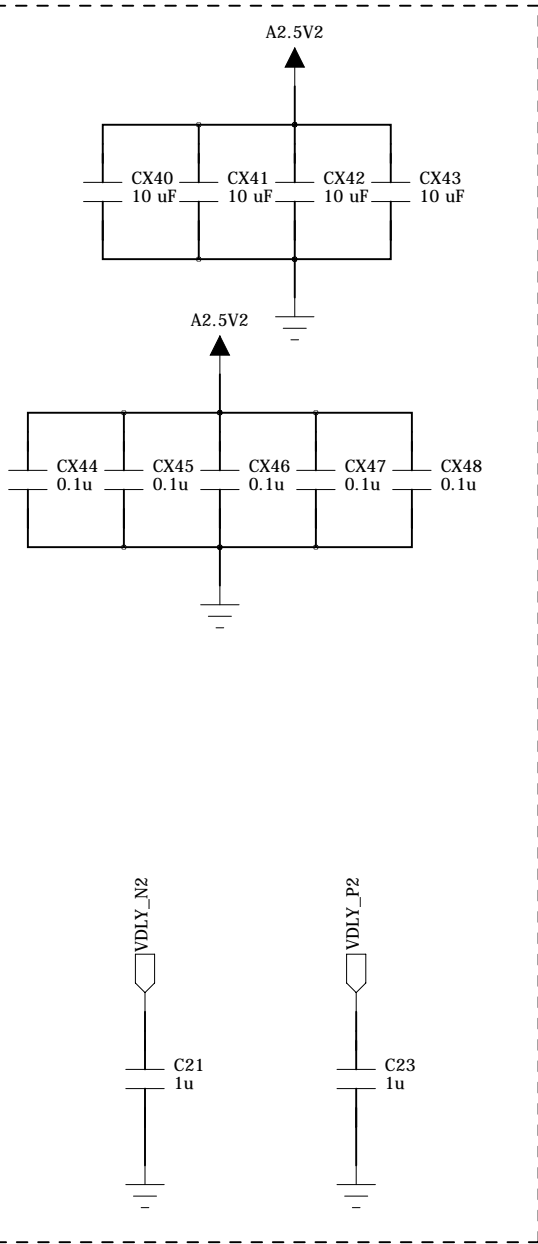 A2.5V2
CX40
10 uF
CX41
10 uF
CX42
10 uF
CX43
10 uF
A2.5V2
CX44
0.1u
CX45
0.1u
CX46
0.1u
CX47
0.1u
CX48
0.1u
VDLY_N2
VDLY_P2
C21
1u
C23
1u